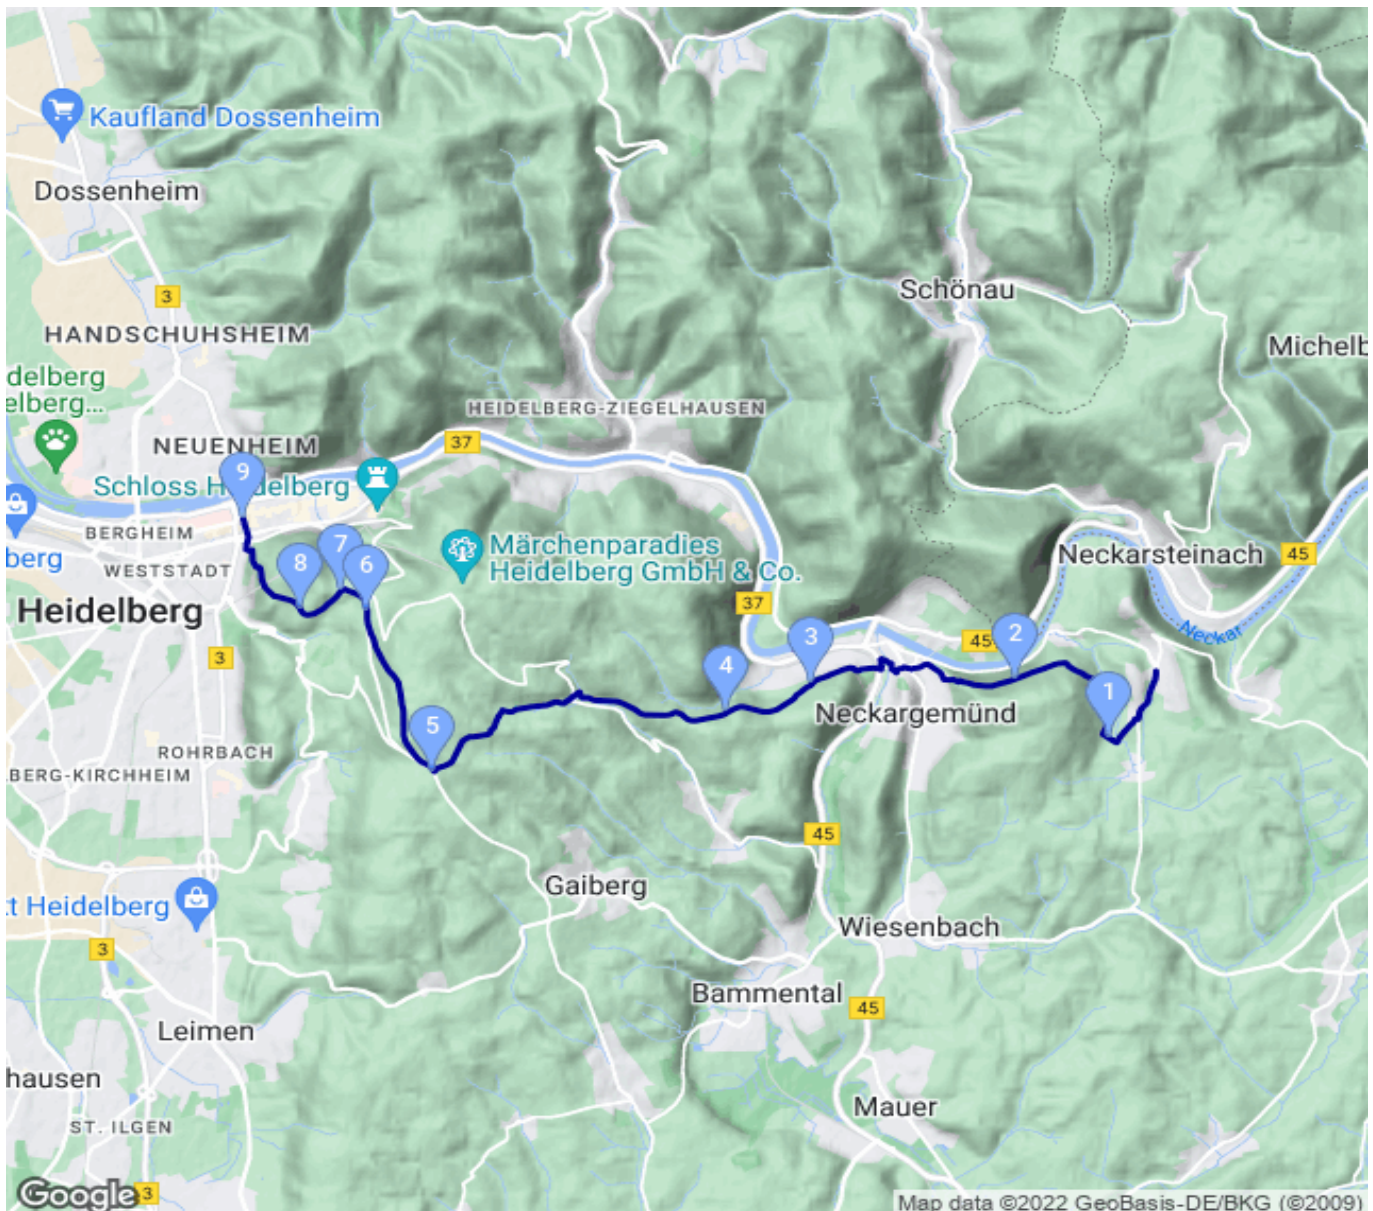 Kaufland Dossenheim
Dossenheim
3
Schönau
HANDSCHUHSHEIM
Michelb
delberg
elberg...
HEIDELBERG-ZIEGELHAUSEN
37
NEUENHEIM
9
Schloss H delberg
BERGHEIM
berg
WESTSTADT
7
8
6
Märchenparadies
Heidelberg GmbH & Co.
Neckarsteinach
45
Heidelberg
37
Neckar
3
45
2
3
4
1
5
Neckargemünd
ROHRBACH
LBERG-KIRCHHEIM
45
Gaiberg
kt Heidelberg
Wiesenbach
3
Bammental
45
Leimen
hausen
Mauer
ST. ILGEN
Google
3
Map data ©2022 GeoBasis-DE/BKG (©2009)